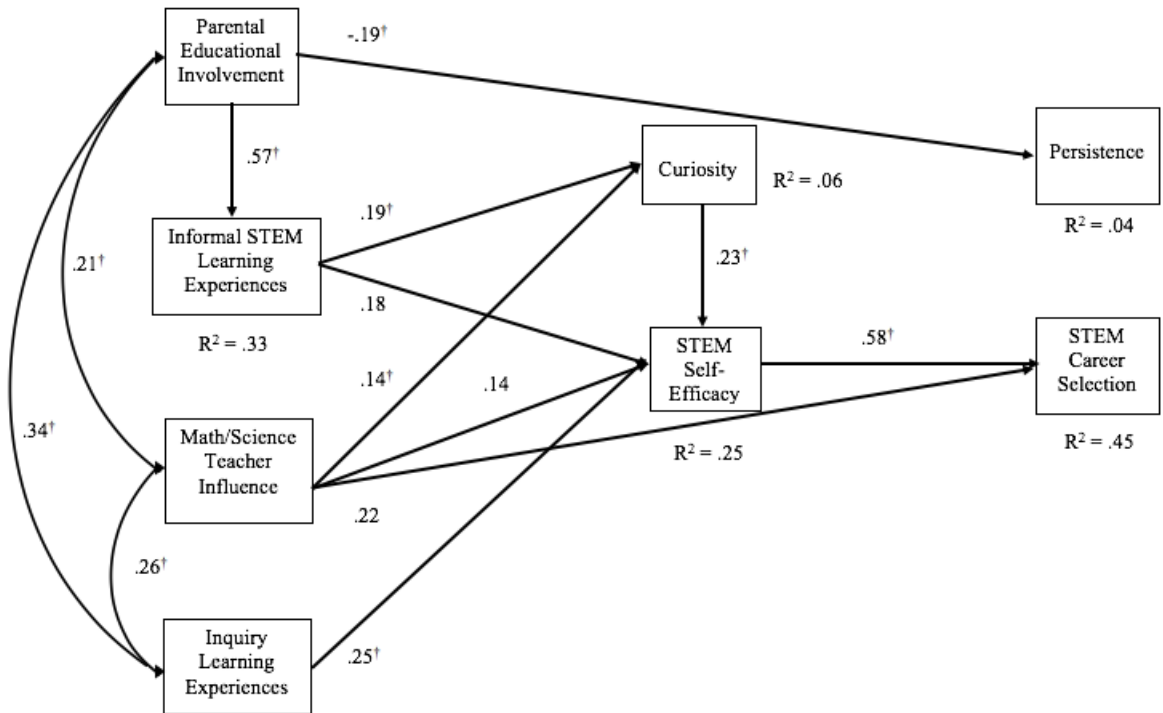 Parental
Educational
Involvement
-.19†
.57†
Persistence
R² = .04
Curiosity
R² = .06
.19†
Informal STEM
Learning
Experiences
R² = .33
.21†
.18
.23†
STEM
Self-
Efficacy
R² = .25
.58†
STEM
Career
Selection
R² = .45
.14†
.14
.34†
Math/Science
Teacher
Influence
.22
.26†
Inquiry
Learning
Experiences
.25†